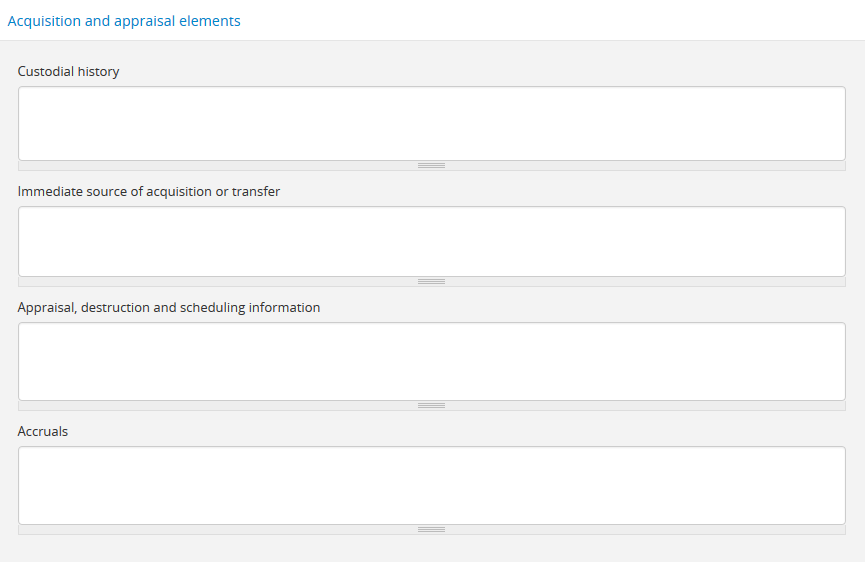 Acquisition and appraisal elements
Custodial history
Immediate source of acquisition or transfer
Appraisal, destruction and scheduling information
Accruals